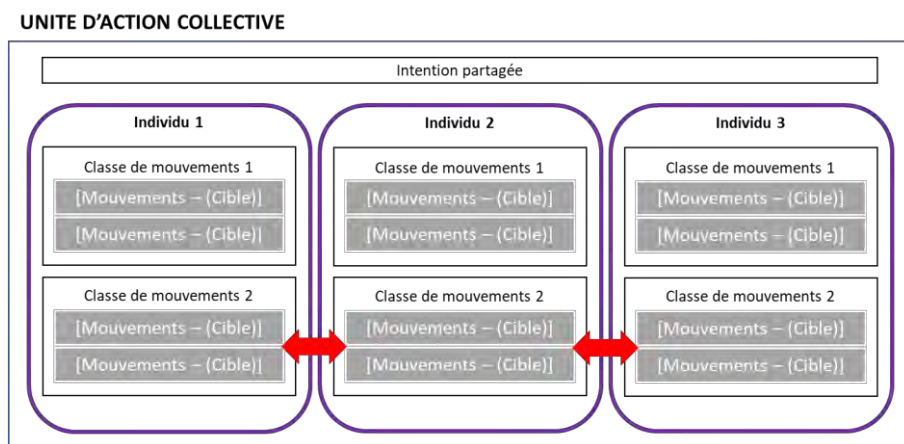 UNITE D'ACTION COLLECTIVE
Intention partagée
Individu 1
Classe de mouvements 1
[Mouvements – (Cible)]
[Mouvements – (Cible)]
Classe de mouvements 2
[Mouvements – (Cible)]
[Mouvements – (Cible)]
Individu 2
Classe de mouvements 1
[Mouvements – (Cible)]
[Mouvements – (Cible)]
Classe de mouvements 2
[Mouvements – (Cible)]
[Mouvements – (Cible)]
Individu 3
Classe de mouvements 1
[Mouvements – (Cible)]
[Mouvements – (Cible)]
Classe de mouvements 2
[Mouvements – (Cible)]
[Mouvements – (Cible)]